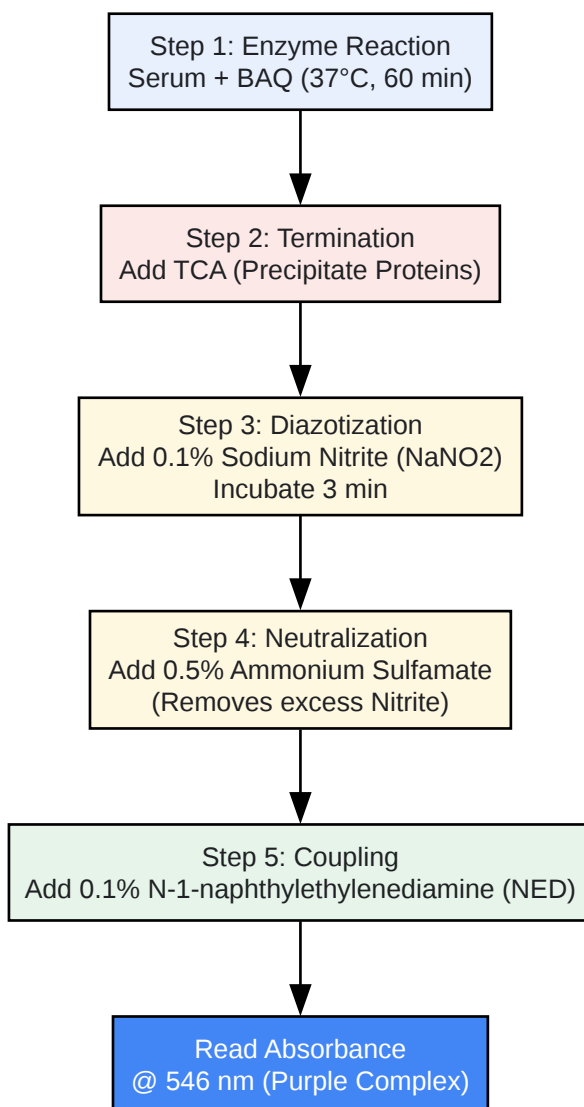 Step 1: Enzyme Reaction
Serum + BAQ (37°C, 60 min)
Step 2: Termination
Add TCA (Precipitate Proteins)
Step 3: Diazotization
Add 0.1% Sodium Nitrite (NaNO2)
Incubate 3 min
Step 4: Neutralization
Add 0.5% Ammonium Sulfamate
(Removes excess Nitrite)
Step 5: Coupling
Add 0.1% N-1-naphthylethylenediamine (NED)
Read Absorbance
@ 546 nm (Purple Complex)